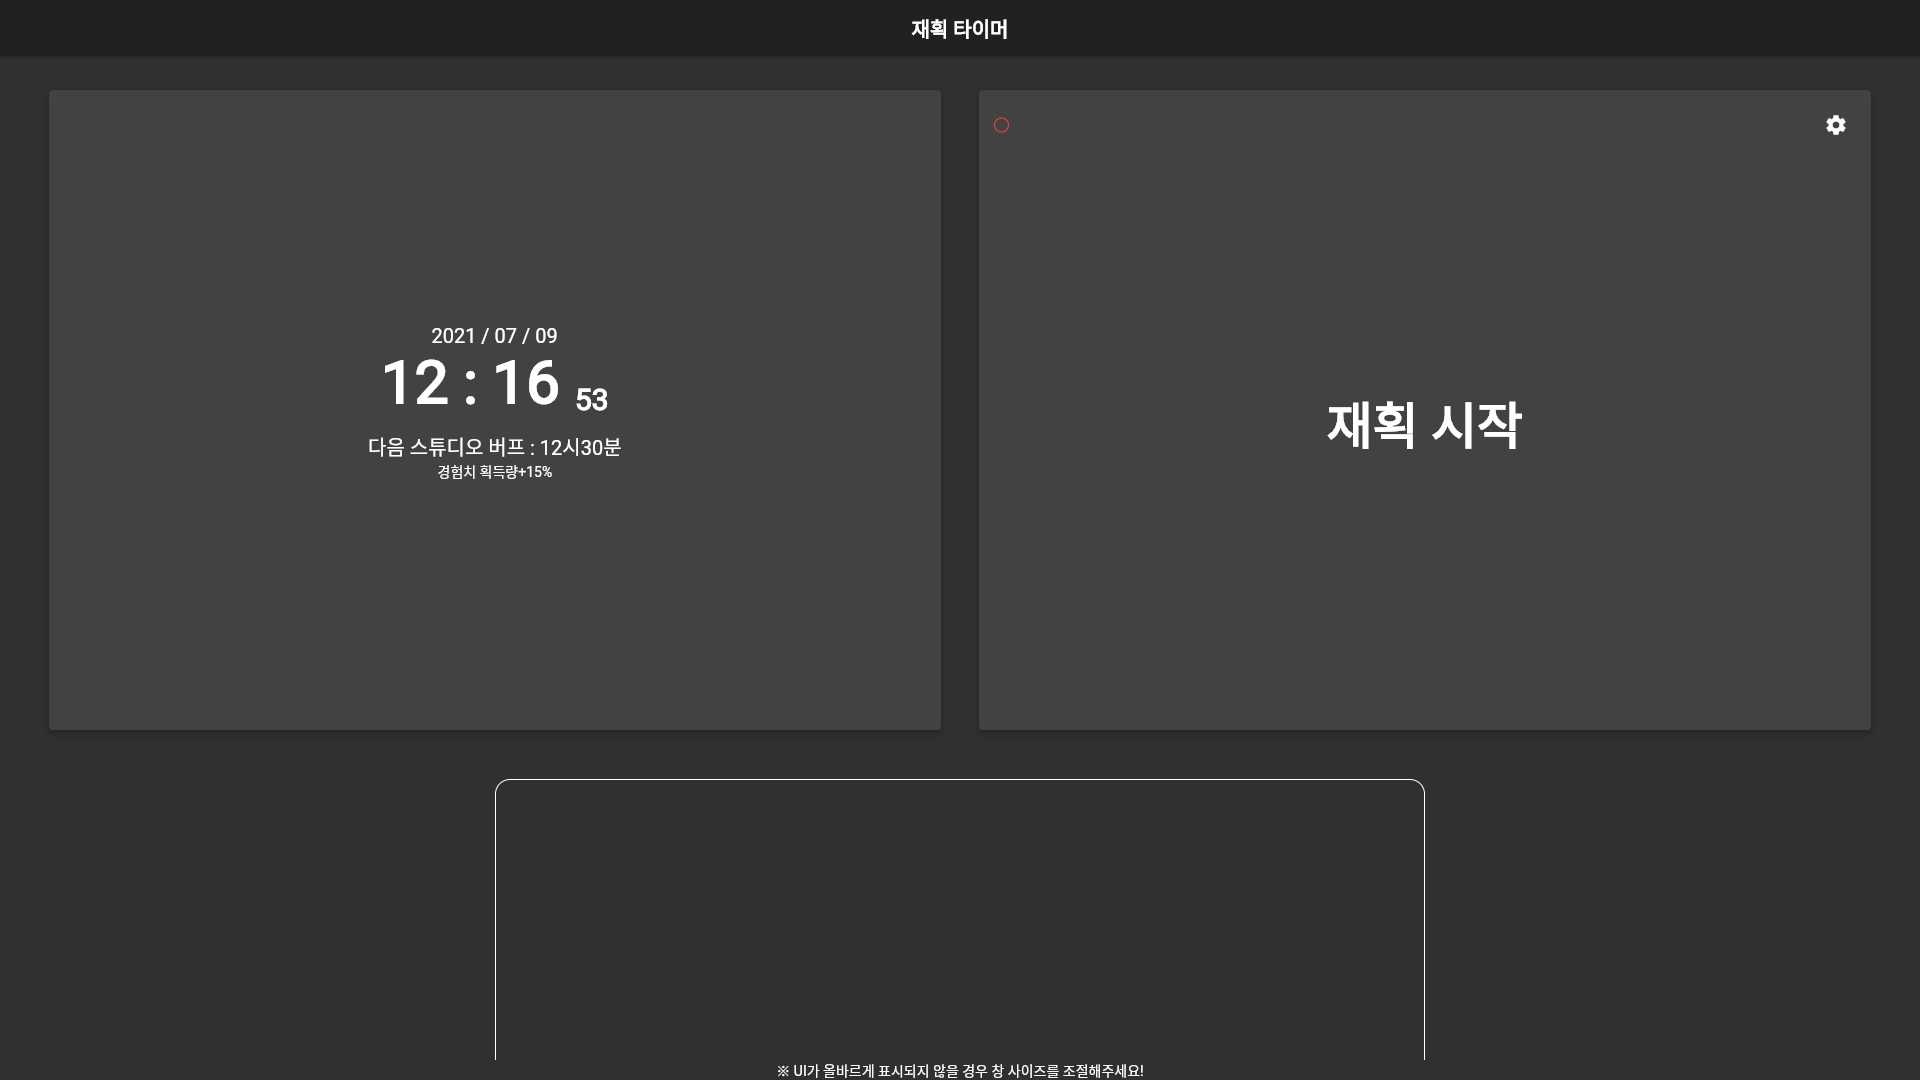 재획 타이머
2021 / 07 / 09
12 : 16 53
다음 스튜디오 버프 : 12시30분
경험치 획득량+15%
재획 시작
※ UI가 올바르게 표시되지 않을 경우 창 사이즈를 조절해주세요!